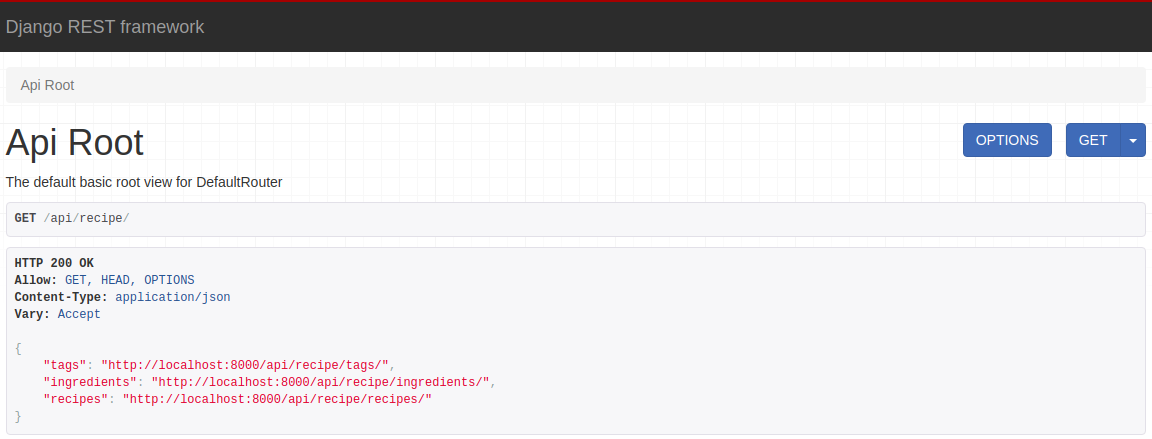 Django REST framework
Api Root
Api Root
OPTIONS
GET
The default basic root view for DefaultRouter
GET /api/recipe/
HTTP 200 OK
Allow: GET, HEAD, OPTIONS
Content-Type: application/json
Vary: Accept
{
    "tags": "http://localhost:8000/api/recipe/tags/",
    "ingredients": "http://localhost:8000/api/recipe/ingredients/",
    "recipes": "http://localhost:8000/api/recipe/recipes/"
}